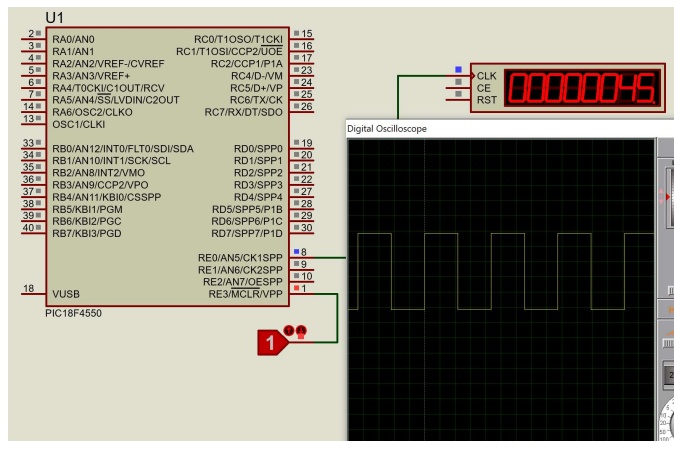 U1
2 RA0/AN0 RC0/T1OSO/T1CKI 15
3 RA1/AN1 RC1/T1OSI/CCP2/UOE 16
4 RA2/AN2/VREF-/CVREF RC2/CCP1/P1A 17
5 RA3/AN3/VREF+ RC4/D-/VM 23
6 RA4/T0CKI/C1OUT/RCV RC5/D+/VP 24
7 RA5/AN4/SS/LVDIN/C2OUT RC6/TX/CK 25
14 RA6/OSC2/CLKO RC7/RX/DT/SDO 26
13 OSC1/CLKI
33 RB0/AN12/INT0/FLT0/SDI/SDA RD0/SPP0 19
34 RB1/AN10/INT1/SCK/SCL RD1/SPP1 20
35 RB2/AN8/INT2/VMO RD2/SPP2 21
36 RB3/AN9/CCP2/VPO RD3/SPP3 22
37 RB4/AN11/KBI0/CSSPP RD4/SPP4 27
38 RB5/KBI1/PGM RD5/SPP5/P1B 28
39 RB6/KBI2/PGC RD6/SPP6/P1C 29
40 RB7/KBI3/PGD RD7/SPP7/P1D 30
RE0/AN5/CK1SPP 8
RE1/AN6/CK2SPP 9
RE2/AN7/OESPP 10
18 VUSB RE3/MCLR/VPP 1
PIC18F4550
1
CLK
CE
RST
00000045
Digital Oscilloscope